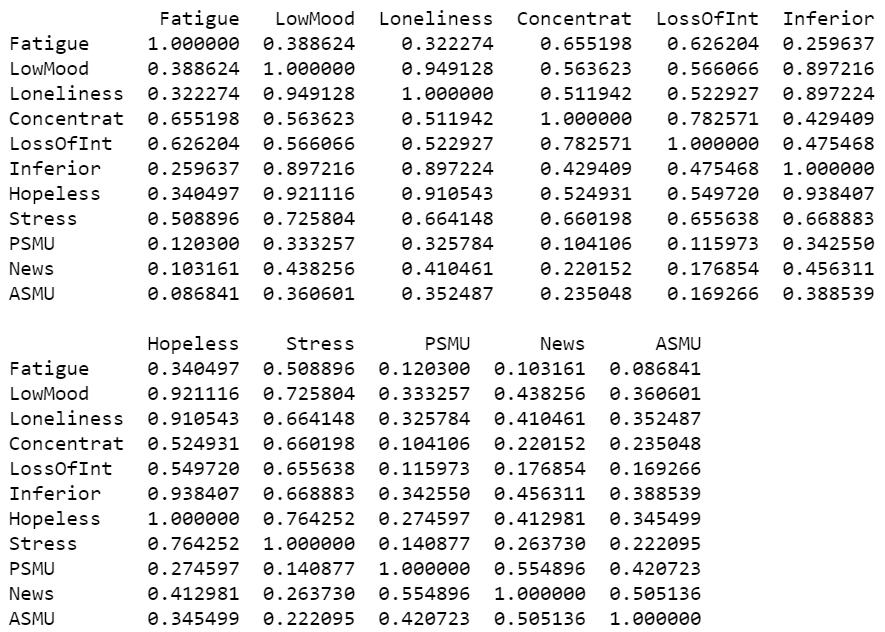 Fatigue LowMood Loneliness Concentrat LossOfInt Inferior
Fatigue 1.000000 0.388624 0.322274 0.655198 0.626204 0.259637
LowMood 0.388624 1.000000 0.949128 0.563623 0.566066 0.897216
Loneliness 0.322274 0.949128 1.000000 0.511942 0.522927 0.897224
Concentrat 0.655198 0.563623 0.511942 1.000000 0.782571 0.429409
LossOfInt 0.626204 0.566066 0.522927 0.782571 1.000000 0.475468
Inferior 0.259637 0.897216 0.897224 0.429409 0.475468 1.000000
Hopeless 0.340497 0.921116 0.910543 0.524931 0.549720 0.938407
Stress 0.508896 0.725804 0.664148 0.660198 0.655638 0.668883
PSMU 0.120300 0.333257 0.325784 0.104106 0.115973 0.342550
News 0.103161 0.438256 0.410461 0.220152 0.176854 0.456311
ASMU 0.086841 0.360601 0.352487 0.235048 0.169266 0.388539
Hopeless Stress PSMU News ASMU
Fatigue 0.340497 0.508896 0.120300 0.103161 0.086841
LowMood 0.921116 0.725804 0.333257 0.438256 0.360601
Loneliness 0.910543 0.664148 0.325784 0.410461 0.352487
Concentrat 0.524931 0.660198 0.104106 0.220152 0.235048
LossOfInt 0.549720 0.655638 0.115973 0.176854 0.169266
Inferior 0.938407 0.668883 0.342550 0.456311 0.388539
Hopeless 1.000000 0.764252 0.274597 0.412981 0.345499
Stress 0.764252 1.000000 0.140877 0.263730 0.222095
PSMU 0.274597 0.140877 1.000000 0.554896 0.420723
News 0.412981 0.263730 0.554896 1.000000 0.505136
ASMU 0.345499 0.222095 0.420723 0.505136 1.000000